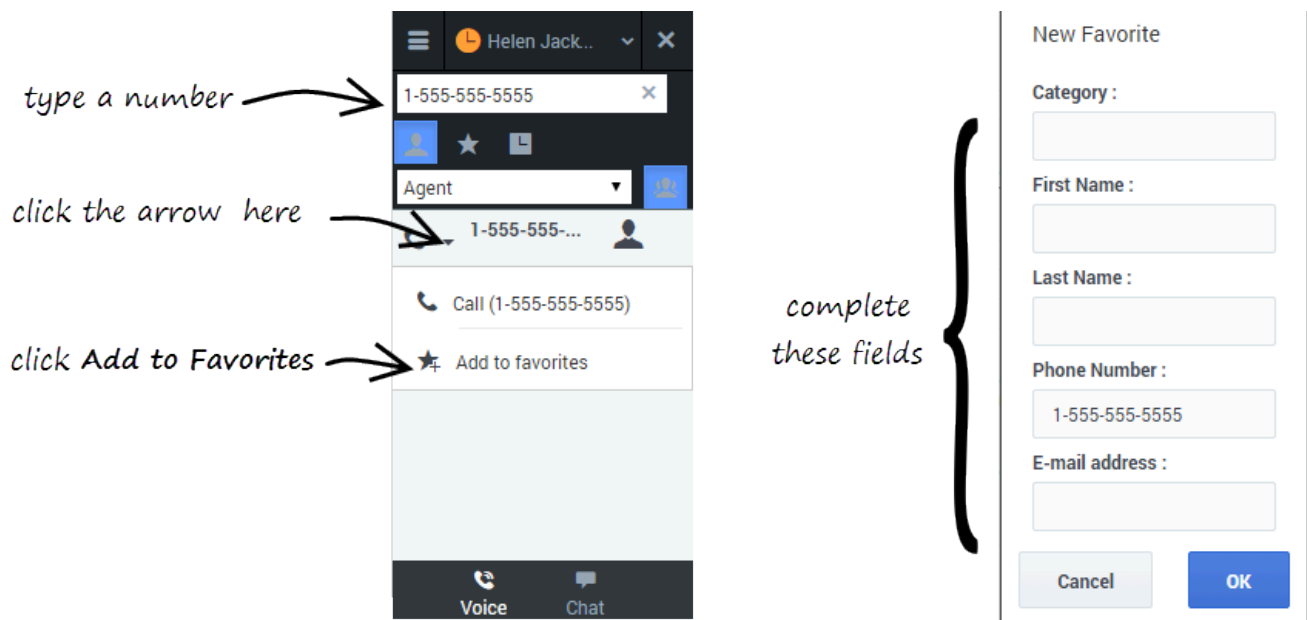 Helen Jack...
type a number
1-555-555-5555
Agent
click the arrow here
1-555-555-...
Call (1-555-555-5555)
click Add to Favorites
Add to favorites
Voice
Chat
complete
these fields
New Favorite
Category :
First Name :
Last Name :
Phone Number :
1-555-555-5555
E-mail address :
Cancel
OK